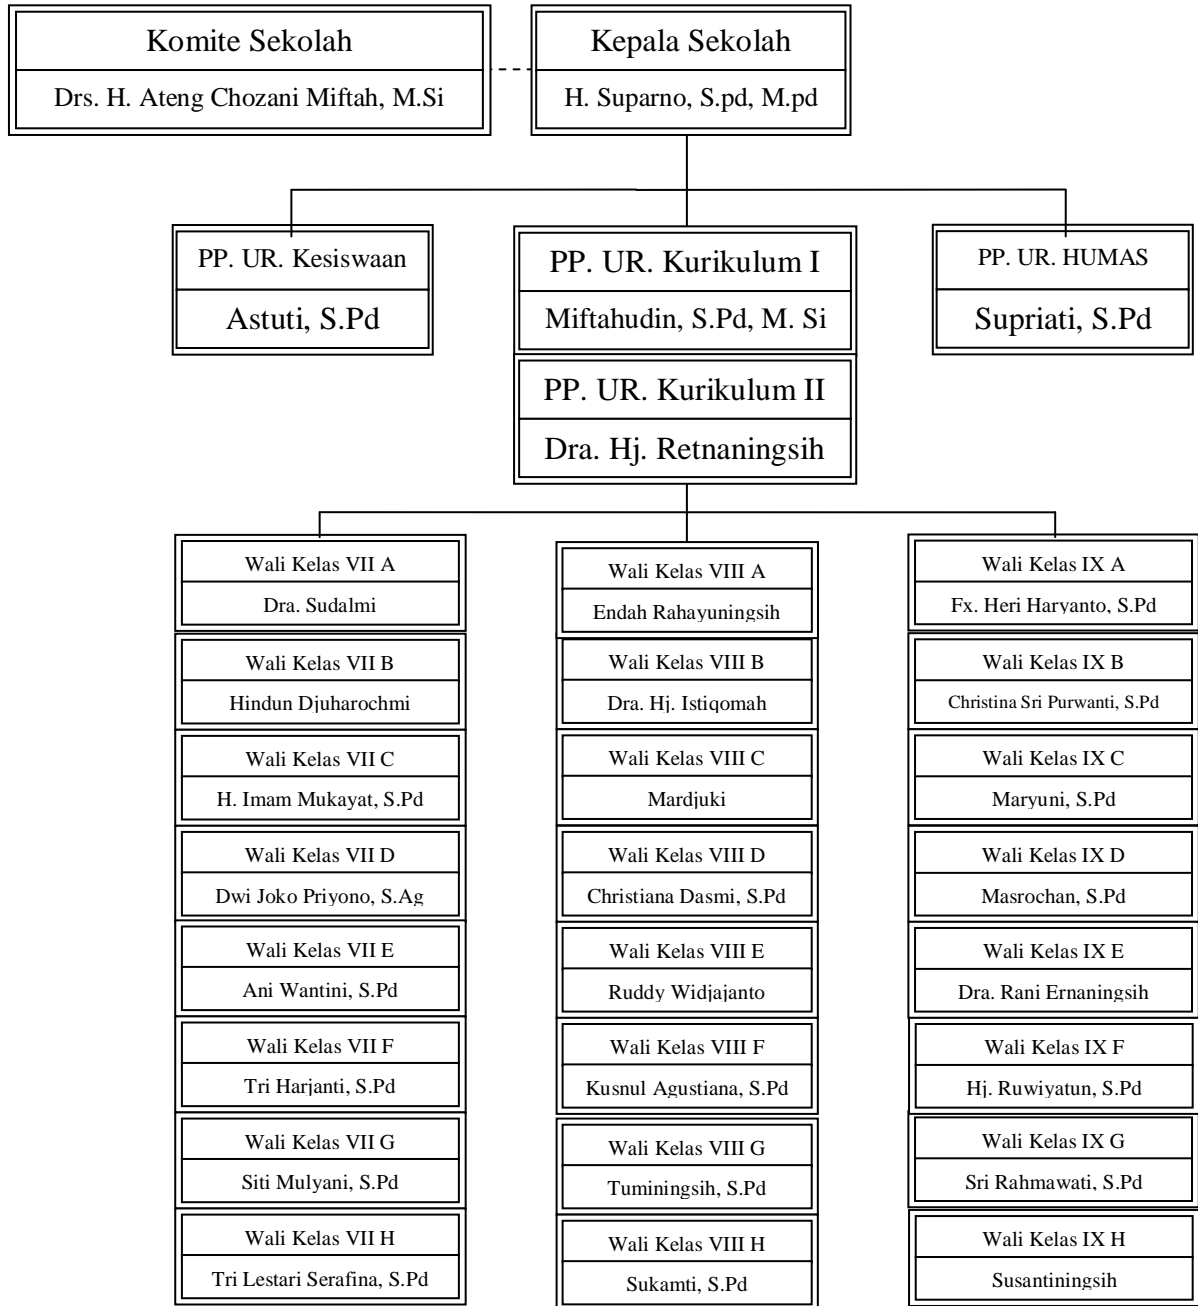 Komite Sekolah
Drs. H. Ateng Chozani Miftah, M.Si
Kepala Sekolah
H. Suparno, S.pd, M.pd
PP. UR. Kesiswaan
Astuti, S.Pd
PP. UR. Kurikulum I
Miftahudin, S.Pd, M. Si
PP. UR. Kurikulum II
Dra. Hj. Retnaningsih
PP. UR. HUMAS
Supriati, S.Pd
Wali Kelas VII A
Dra. Sudalmi
Wali Kelas VII B
Hindun Djuharochmi
Wali Kelas VII C
H. Imam Mukayat, S.Pd
Wali Kelas VII D
Dwi Joko Priyono, S.Ag
Wali Kelas VII E
Ani Wantini, S.Pd
Wali Kelas VII F
Tri Harjanti, S.Pd
Wali Kelas VII G
Siti Mulyani, S.Pd
Wali Kelas VII H
Tri Lestari Serafina, S.Pd
Wali Kelas VIII A
Endah Rahayuningsih
Wali Kelas VIII B
Dra. Hj. Istiqomah
Wali Kelas VIII C
Mardjuki
Wali Kelas VIII D
Christiana Dasmi, S.Pd
Wali Kelas VIII E
Ruddy Widjajanto
Wali Kelas VIII F
Kusnul Agustiana, S.Pd
Wali Kelas VIII G
Tuminingsih, S.Pd
Wali Kelas VIII H
Sukamti, S.Pd
Wali Kelas IX A
Fx. Heri Haryanto, S.Pd
Wali Kelas IX B
Christina Sri Purwanti, S.Pd
Wali Kelas IX C
Maryuni, S.Pd
Wali Kelas IX D
Masrochan, S.Pd
Wali Kelas IX E
Dra. Rani Ernaningsih
Wali Kelas IX F
Hj. Ruwiyatun, S.Pd
Wali Kelas IX G
Sri Rahmawati, S.Pd
Wali Kelas IX H
Susantiningsih